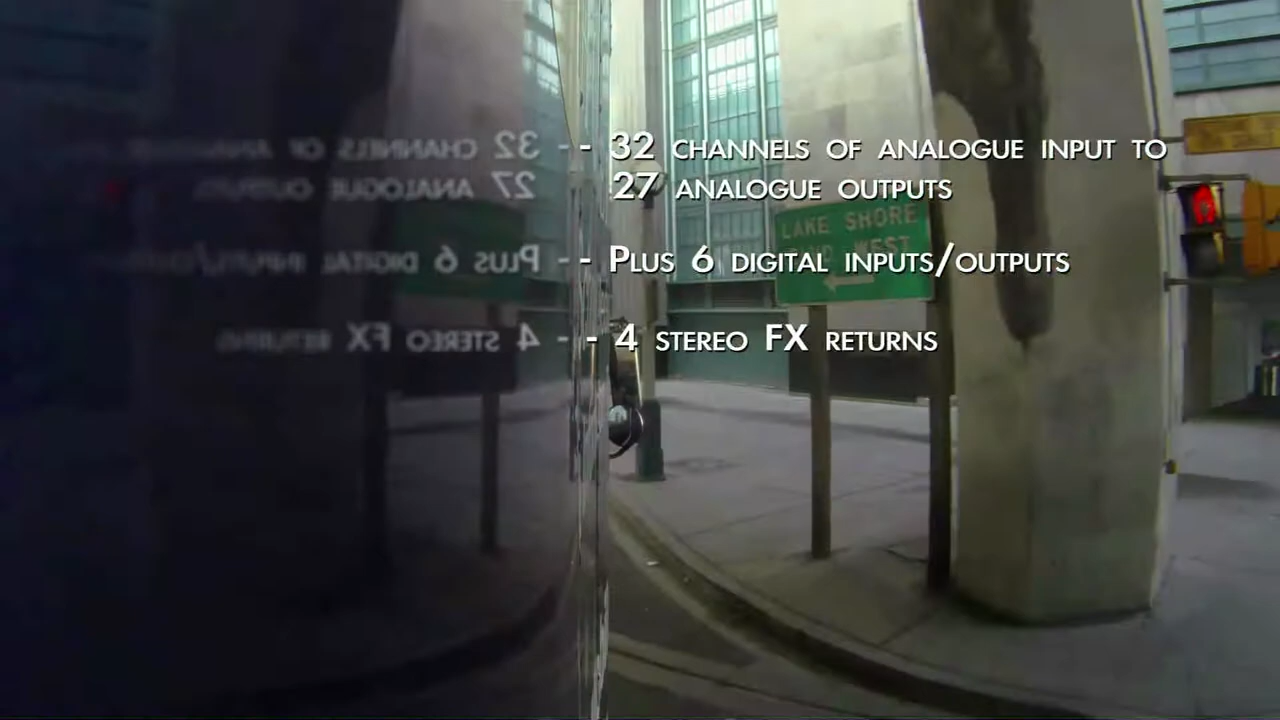 - 32 CHANNELS OF ANALOGUE INPUT TO
27 ANALOGUE OUTPUTS
- PLUS 6 DIGITAL INPUTS/OUTPUTS
- 4 STEREO FX RETURNS
LAKE SHORE
WEST